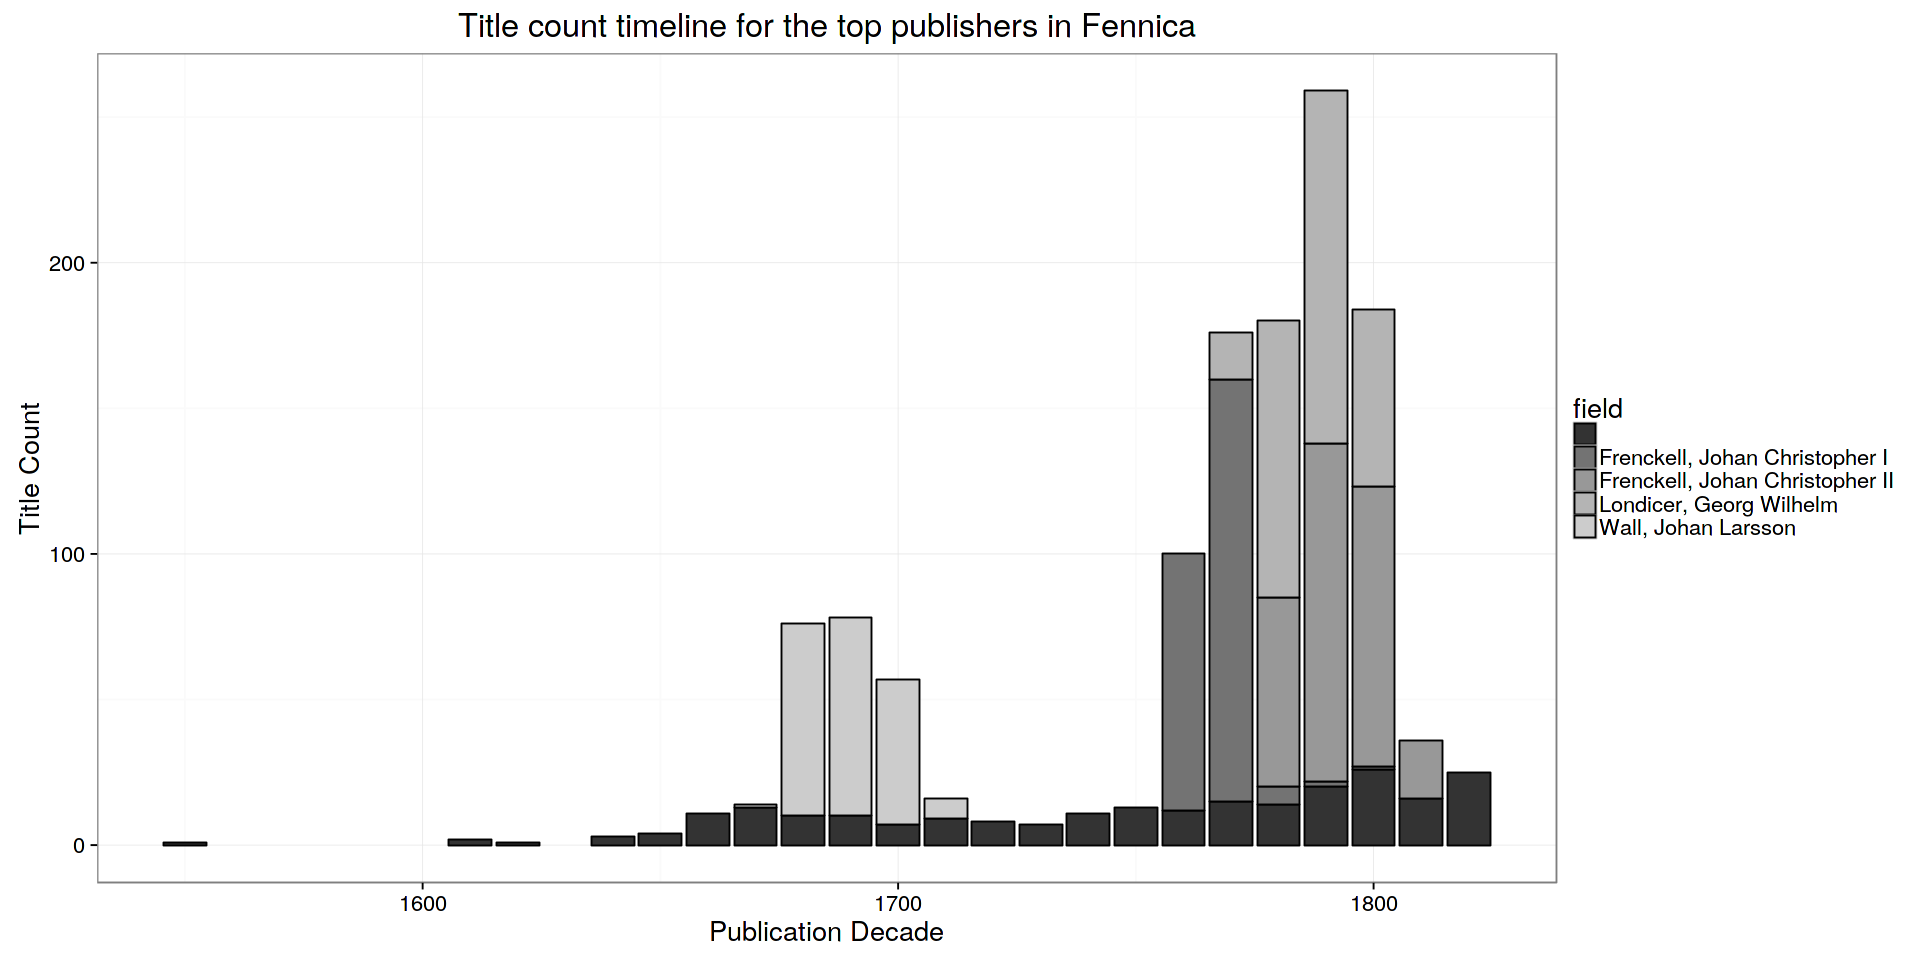 Title count timeline for the top publishers in Fennica
Title Count
200
100
0
1600
1700
1800
Publication Decade
field
Frenckell, Johan Christopher I
Frenckell, Johan Christopher II
Londicer, Georg Wilhelm
Wall, Johan Larsson